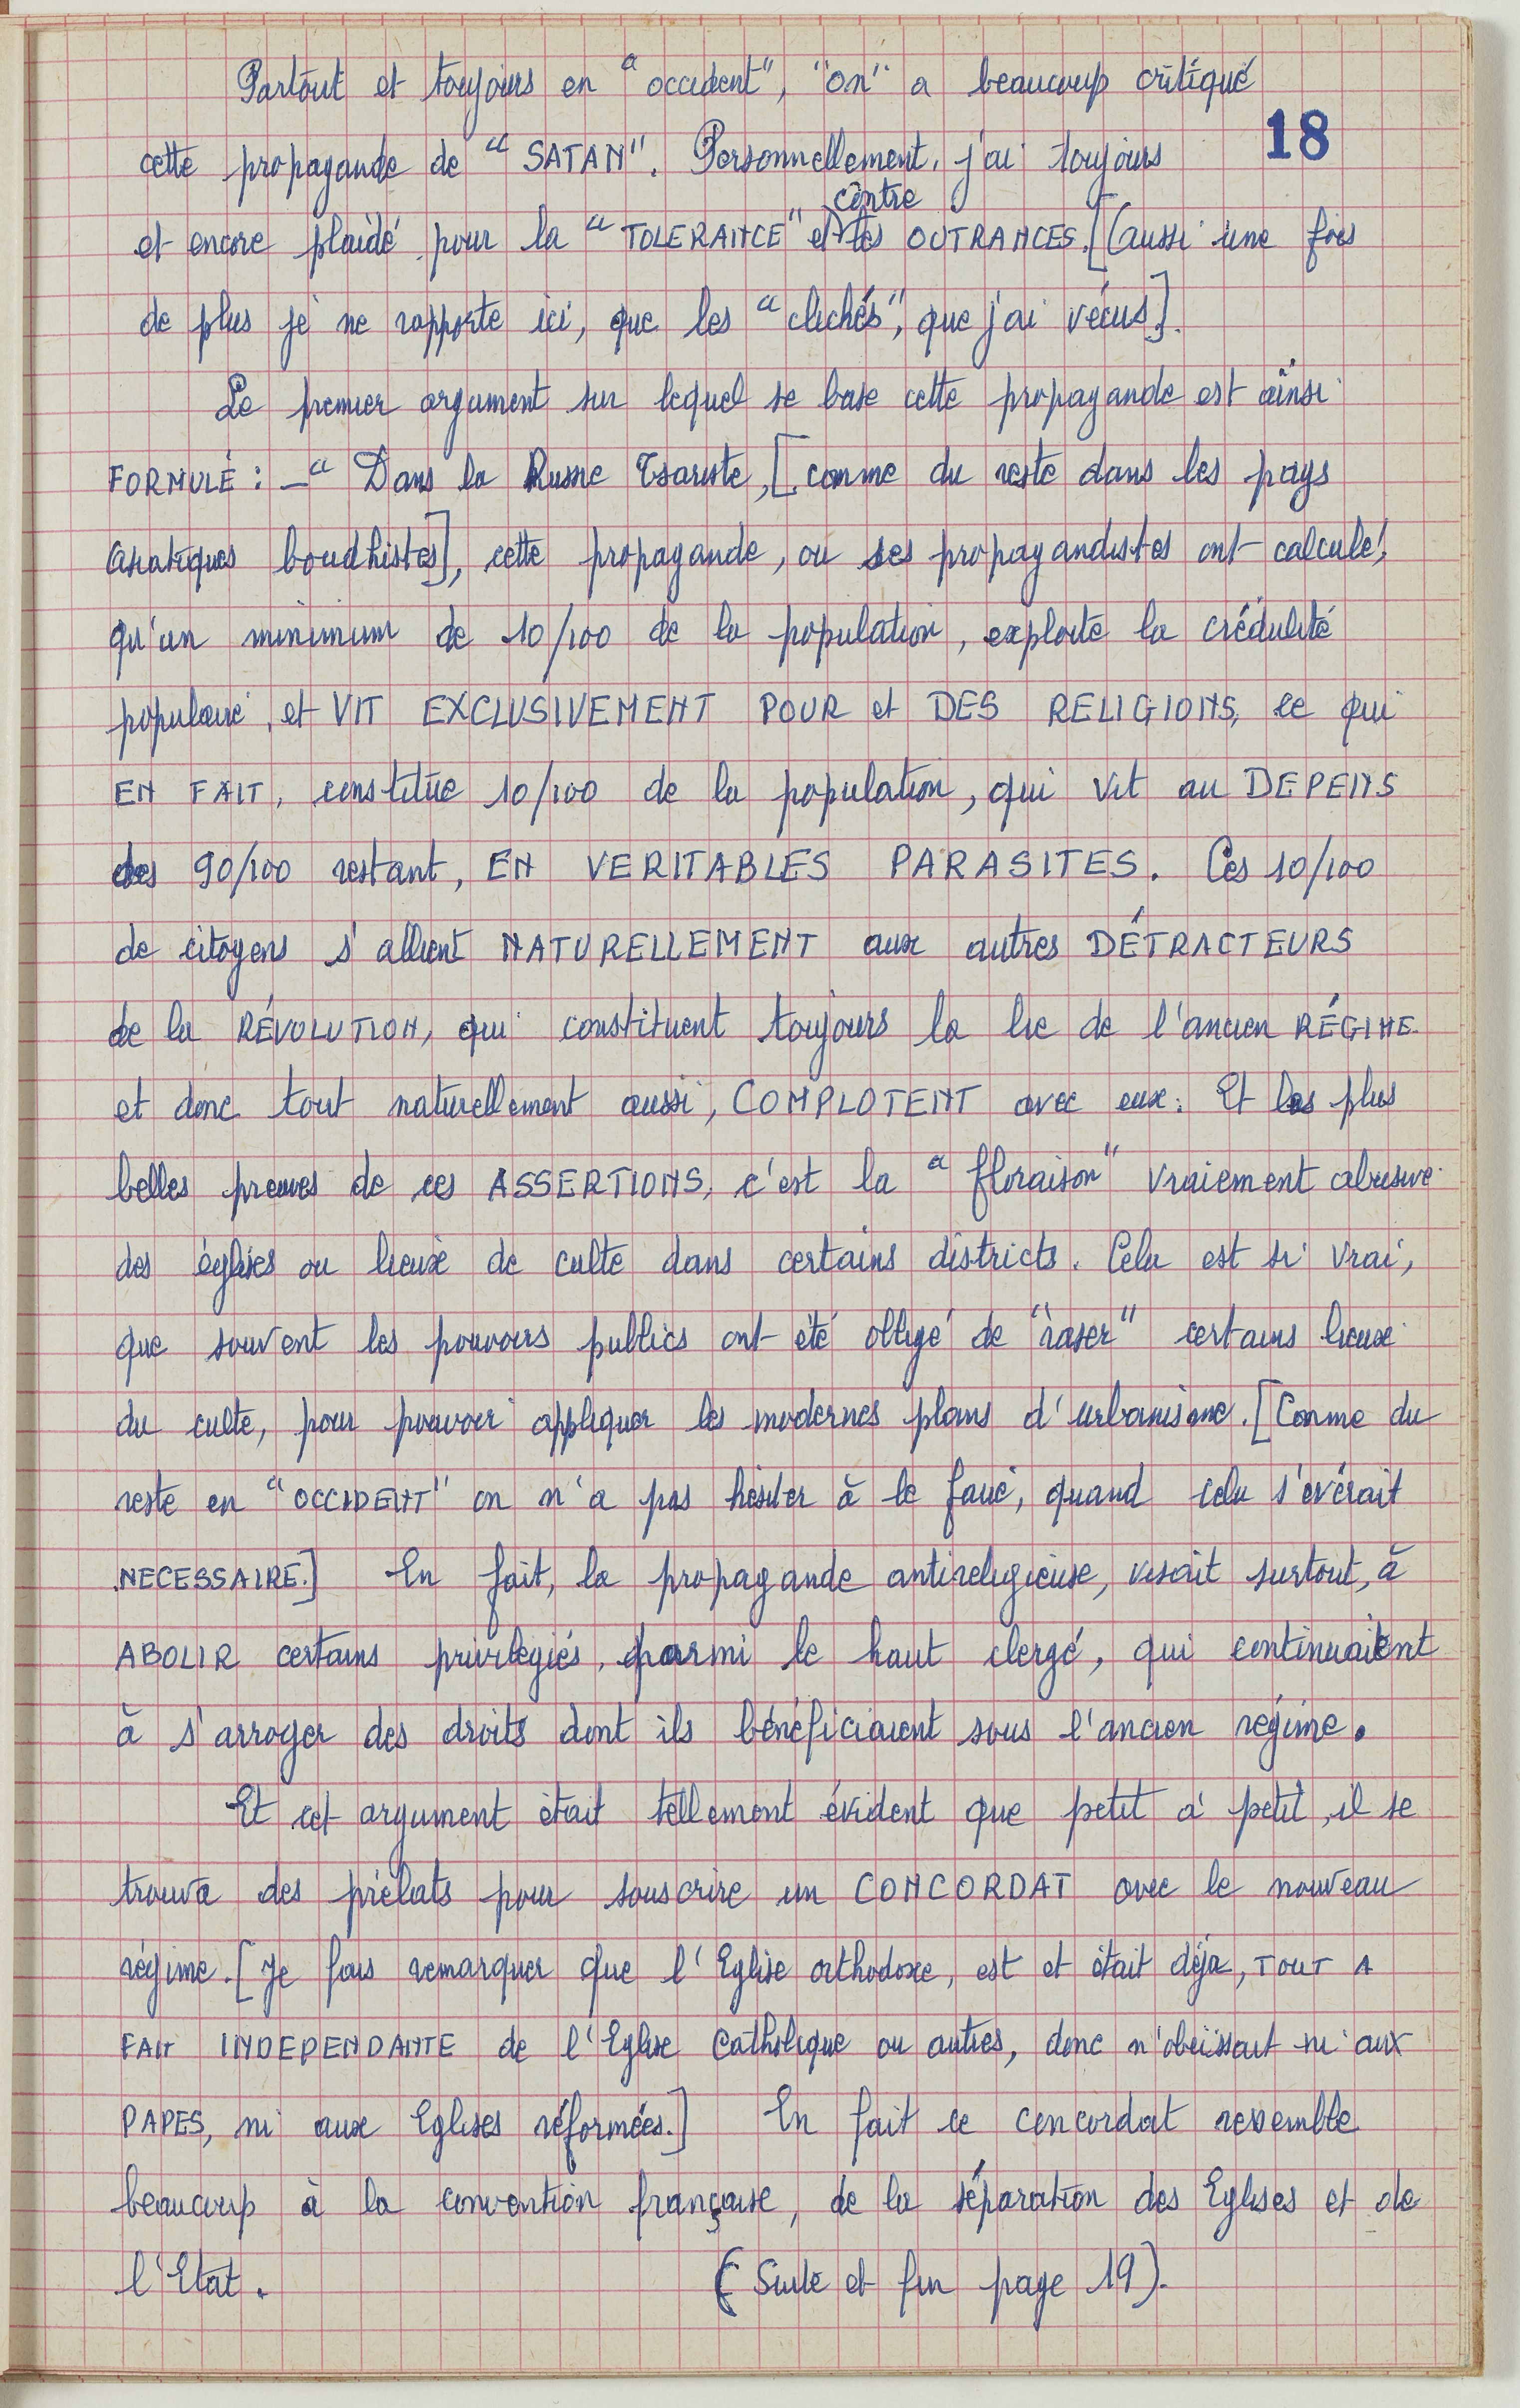 Partout et toujours en "occident", "on" a beaucoup critiqué
18
cette propagande de "SATAN". Personnellement, j'ai toujours
contre
et encore plaidé pour la "TOLERANCE" et les OUTRANCES. [(aussi une fois
de plus je ne rapporte ici, que les "clichés", que j'ai vécus].
Le premier argument sur lequel se base cette propagande est ainsi
FORMULÉ : - " Dans la Russie Tsariste, [comme du reste dans les pays
asiatiques boudhistes], cette propagande, ou ses propagandistes ont calculé,
qu'un minimum de 10/100 de la population, exploite la crédulité
populaire, et VIT EXCLUSIVEMENT POUR et DES RELIGIONS, ce qui
EN FAIT, constitue 10/100 de la population, qui vit au DEPENS
des 90/100 restant, EN VERITABLES PARASITES. Ces 10/100
de citoyens s'allient NATURELLEMENT aux autres DÉTRACTEURS
de la RÉVOLUTION, qui constituent toujours la lie de l'ancien RÉGIME
et donc tout naturellement aussi, COMPLOTENT avec eux. Et les plus
belles preuves de ces ASSERTIONS, c'est la "floraison" vraiement abusive
des églises ou lieux de culte dans certains districts. Cela est si vrai,
que souvent les pouvoirs publics ont été obligé de "raser" certains lieux
du culte, pour pouvoir appliquer les modernes plans d'urbanisme. [Comme du
reste en "OCCIDENT" on n'a pas hésiter à le faire, quand cela s'evérait
NECESSAIRE.] En fait, la propagande antireligieuse, visait surtout, à
ABOLIR certains privilegiés, parmi le haut clergé, qui continuaient
à s'arroger des droits dont ils bénéficiaient sous l'ancien régime.
Et cet argument était tellement évident que petit à petit, il se
trouva des prélats pour souscrire un CONCORDAT avec le nouveau
régime. [Je fais remarquer que l'Eglise orthodoxe, est et était déja, TOUT A
FAIT INDEPENDANTE de l'Eglise Catholique ou autres, donc n'obéissait ni aux
PAPES, ni aux Eglises réformées.] En fait ce concordat ressemble
beaucoup à la convention française, de la séparation des Eglises et de
l'Etat. (Suite et fin page 19).